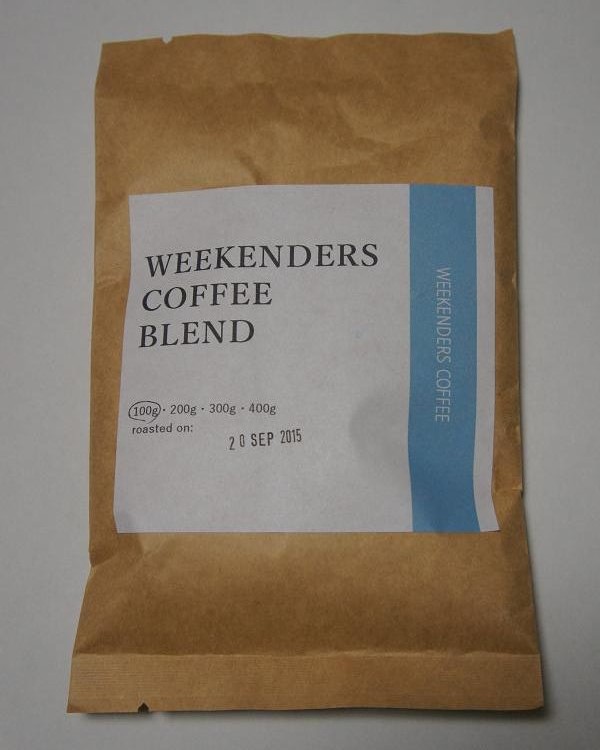 WEEKENDERS
COFFEE
BLEND
100g・200g・300g・400g
roasted on:
20 SEP 2015
WEEKENDERS COFFEE